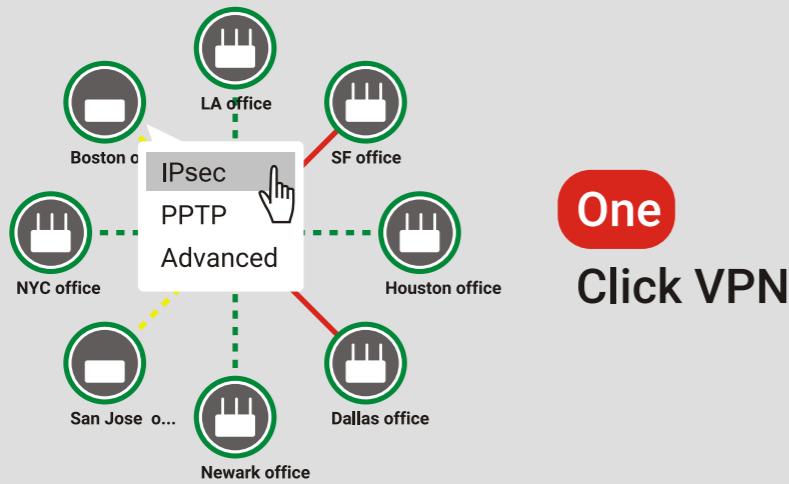 LA office
Boston o
SF office
IPsec
PPTP
Advanced
NYC office
Houston office
San Jose o...
Dallas office
Newark office
One
Click VPN